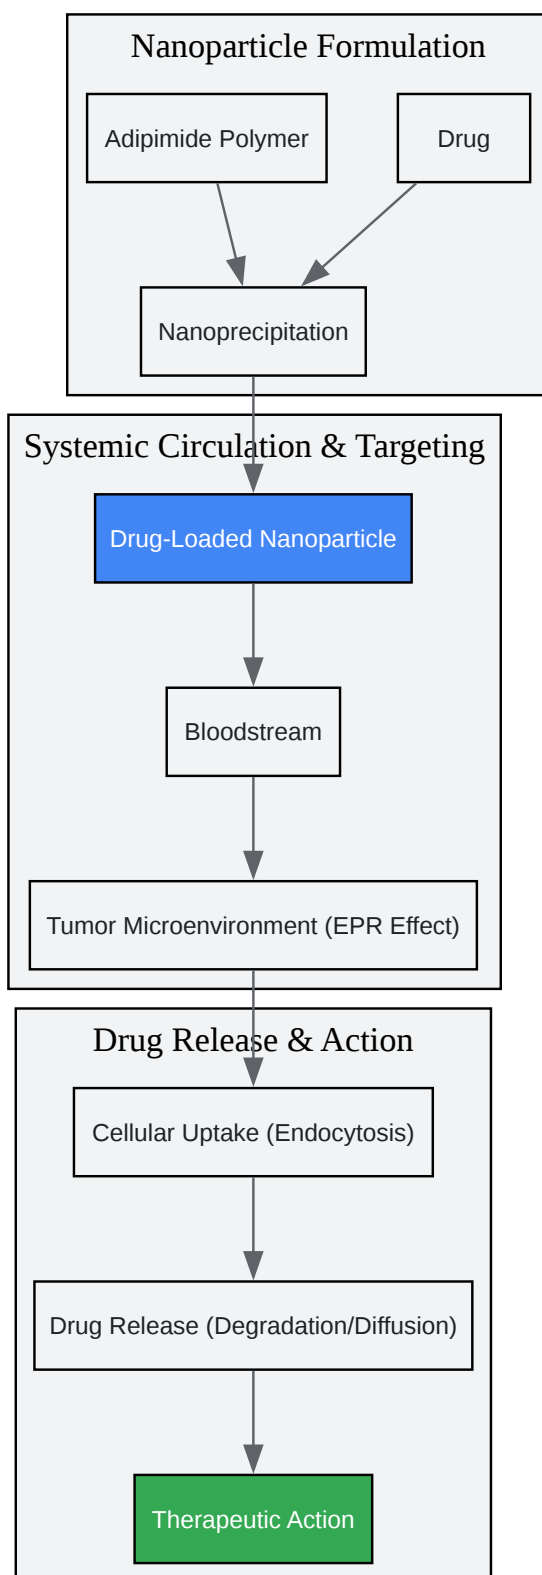 Nanoparticle Formulation
Adipimide Polymer
Drug
Nanoprecipitation
Systemic Circulation & Targeting
Drug-Loaded Nanoparticle
Bloodstream
Tumor Microenvironment (EPR Effect)
Drug Release & Action
Cellular Uptake (Endocytosis)
Drug Release (Degradation/Diffusion)
Therapeutic Action